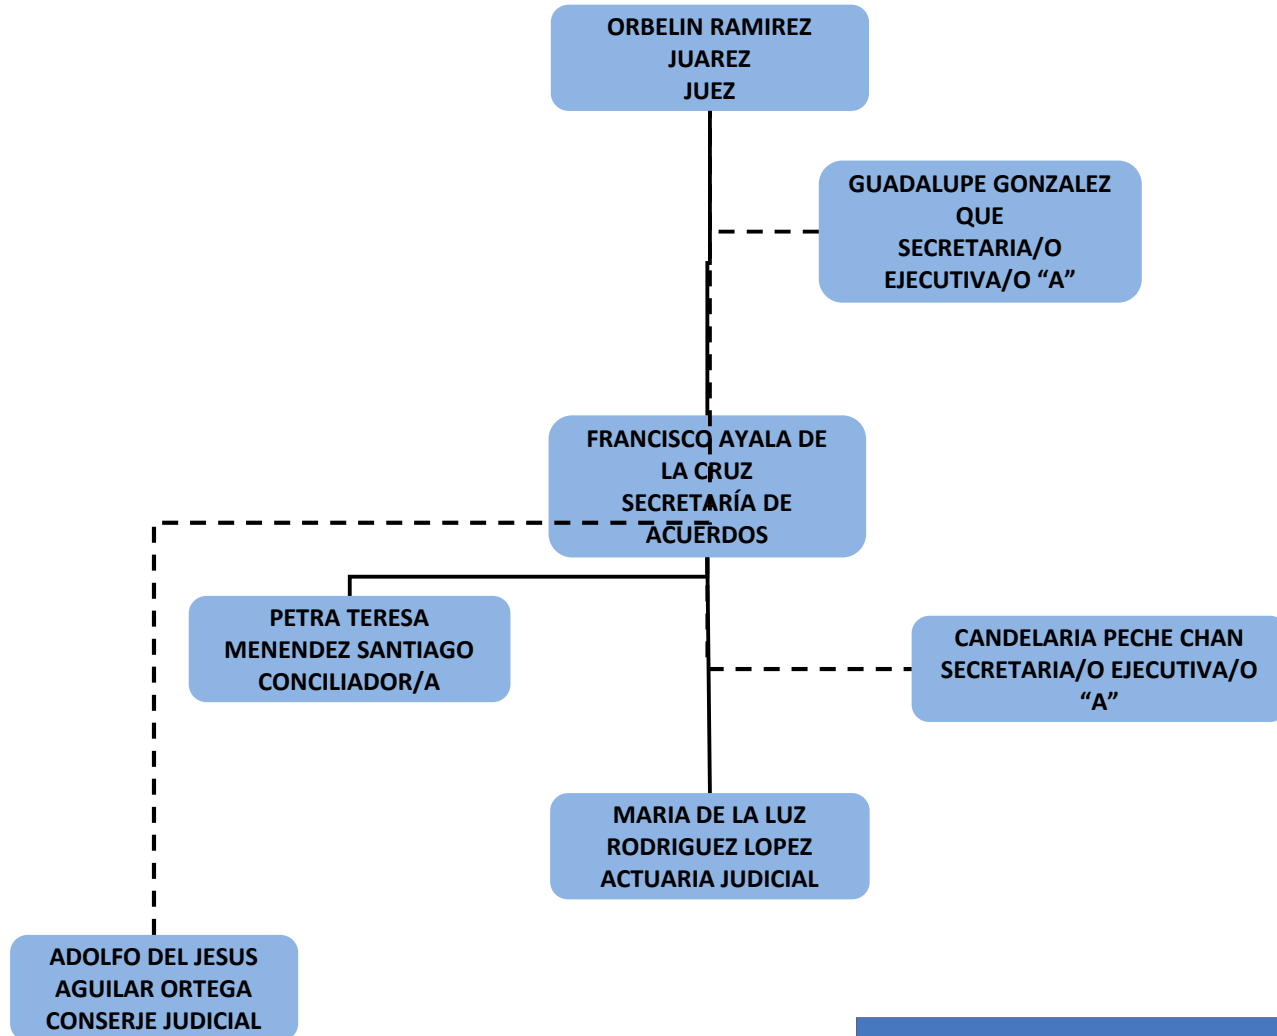 ORBELIN RAMIREZ
JUAREZ
JUEZ
GUADALUPE GONZALEZ
QUE
SECRETARIA/O
EJECUTIVA/O “A”
FRANCISCO AYALA DE
LA CRUZ
SECRETARÍA DE
ACUERDOS
PETRA TERESA
MENENDEZ SANTIAGO
CONCILIADOR/A
CANDELARIA PECHE CHAN
SECRETARIA/O EJECUTIVA/O
“A”
MARIA DE LA LUZ
RODRIGUEZ LOPEZ
ACTUARIA JUDICIAL
ADOLFO DEL JESUS
AGUILAR ORTEGA
CONSERJE JUDICIAL